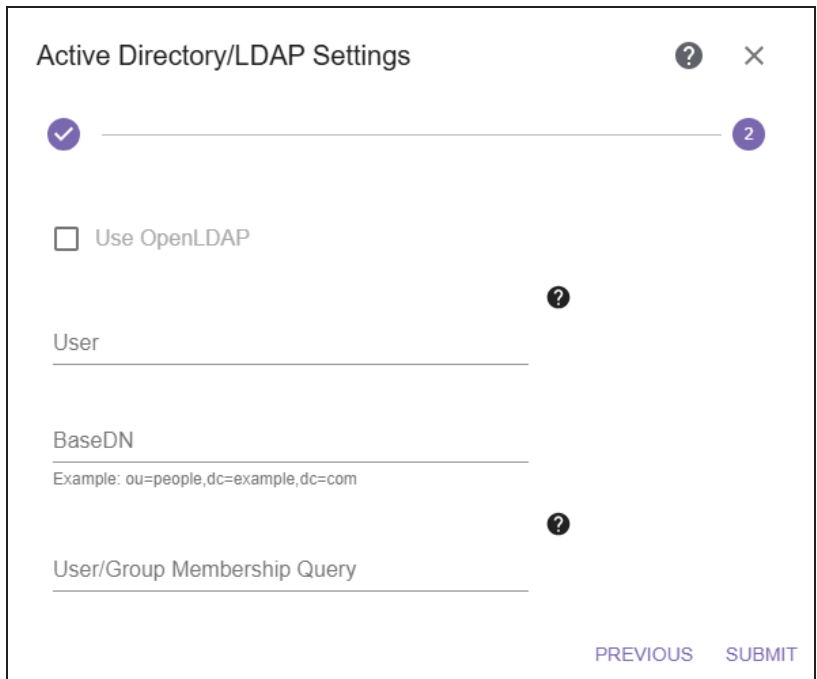 Active Directory/LDAP Settings
?
2
Use OpenLDAP
?
User
BaseDN
Example: ou=people,dc=example,dc=com
?
User/Group Membership Query
PREVIOUS SUBMIT